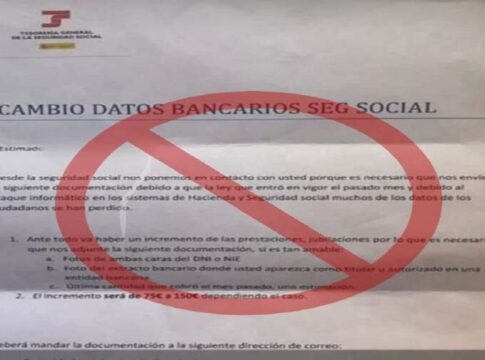 TESORERÍA GENERAL
DE LA SEGURIDAD SOCIAL
CAMBIO DATOS BANCARIOS SEG SOCIAL
Estimad:
desde la seguridad social nos ponemos en contacto con usted porque es necesario que nos envíe
siguiente documentación debido a que la ley que entró en vigor el pasado mes y debido al
ataque informático en los sistemas de Hacienda y Seguridad social muchos de los datos de los
ciudadanos se han perdido.
1. Ante todo va haber un incremento de las prestaciones, jubilaciones por lo que es necesario
que nos adjunte la siguiente documentación, si es tan amable:
a. Fotos de ambas caras del DNI o NIE
b. Foto del extracto bancario donde usted aparezca como titular o autorizado en una
entidad bancaria.
c. Última cantidad que cobró el mes pasado, una estimación.
2. El incremento será de 75€ a 150€ dependiendo el caso.
deberá mandar la documentación a la siguiente dirección de correo: